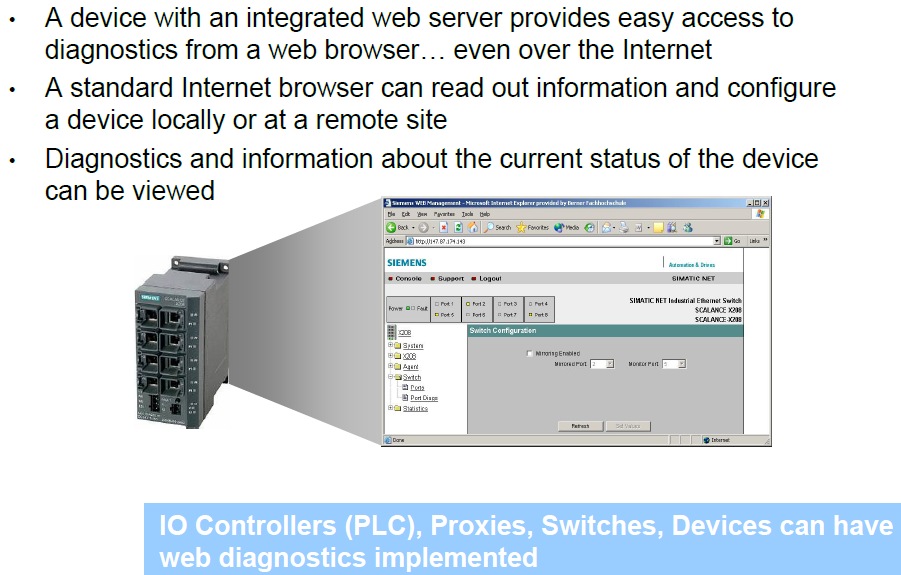 • A device with an integrated web server provides easy access to
diagnostics from a web browser… even over the Internet
• A standard Internet browser can read out information and configure
a device locally or at a remote site
• Diagnostics and information about the current status of the device
can be viewed
Siemens WEB Management - Microsoft Internet Explorer provided by Berner Fachhochschule
File Edit View Favorites Tools Help
Back Search Favorites Media
Address http://147.87.174.143 Go Links »
SIEMENS
Automation & Drives
Console Support Logout SIMATIC NET
Power Fault Port 1 Port 2 Port 3 Port 4
Port 5 Port 6 Port 7 Port 8
SIMATIC NET Industrial Ethernet Switch
SCALANCE X208
SCALANCE-X208
X208
System
X208
Agent
Switch
Ports
Port Diags
Statistics
Switch Configuration
Mirroring Enabled
Mirrored Port Monitor Port
Refresh Set Values
Done Internet
SIEMENS
SCALANCE
IO Controllers (PLC), Proxies, Switches, Devices can have
web diagnostics implemented